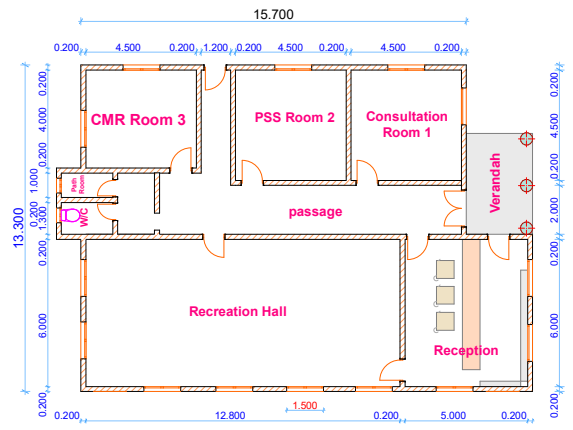 15.700
0.200 4.500 0.200 1.200 0.200 4.500 0.200 4.500 0.200
0.200
4.000
0.200
1.000
0.200
1.300
0.200
6.000
0.200
13.300
CMR Room 3
PSS Room 2
Consultation
Room 1
Verandah
Path
Room
W/C
passage
Recreation Hall
Reception
0.200
4.500
0.200
2.000
0.200
6.000
0.200
1.500
0.200 12.800 0.200 5.000 0.200